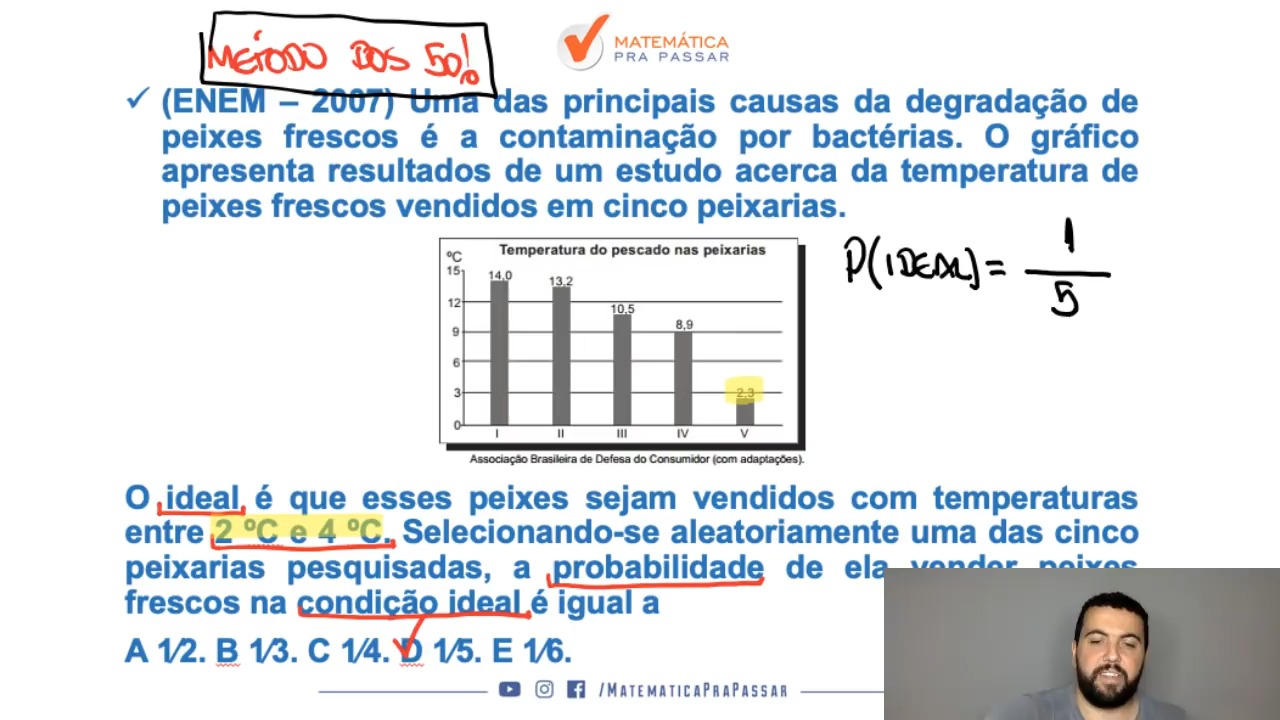 MÉTODO DOS 50!
MATEMÁTICA
PRA PASSAR
✓ (ENEM – 2007) Uma das principais causas da degradação de
peixes frescos é a contaminação por bactérias. O gráfico
apresenta resultados de um estudo acerca da temperatura de
peixes frescos vendidos em cinco peixarias.
Temperatura do pescado nas peixarias
ºC
15
12
9
6
3
0
14,0
13,2
10,5
8,9
2,3
I II III IV V
Associação Brasileira de Defesa do Consumidor (com adaptações).
P(IDEAL) = 1/5
O ideal é que esses peixes sejam vendidos com temperaturas
entre 2 ºC e 4 ºC. Selecionando-se aleatoriamente uma das cinco
peixarias pesquisadas, a probabilidade de ela vender peixes
frescos na condição ideal é igual a
A 1/2. B 1/3. C 1/4. D 1/5. E 1/6.
/MATEMATICAPRAPASSAR